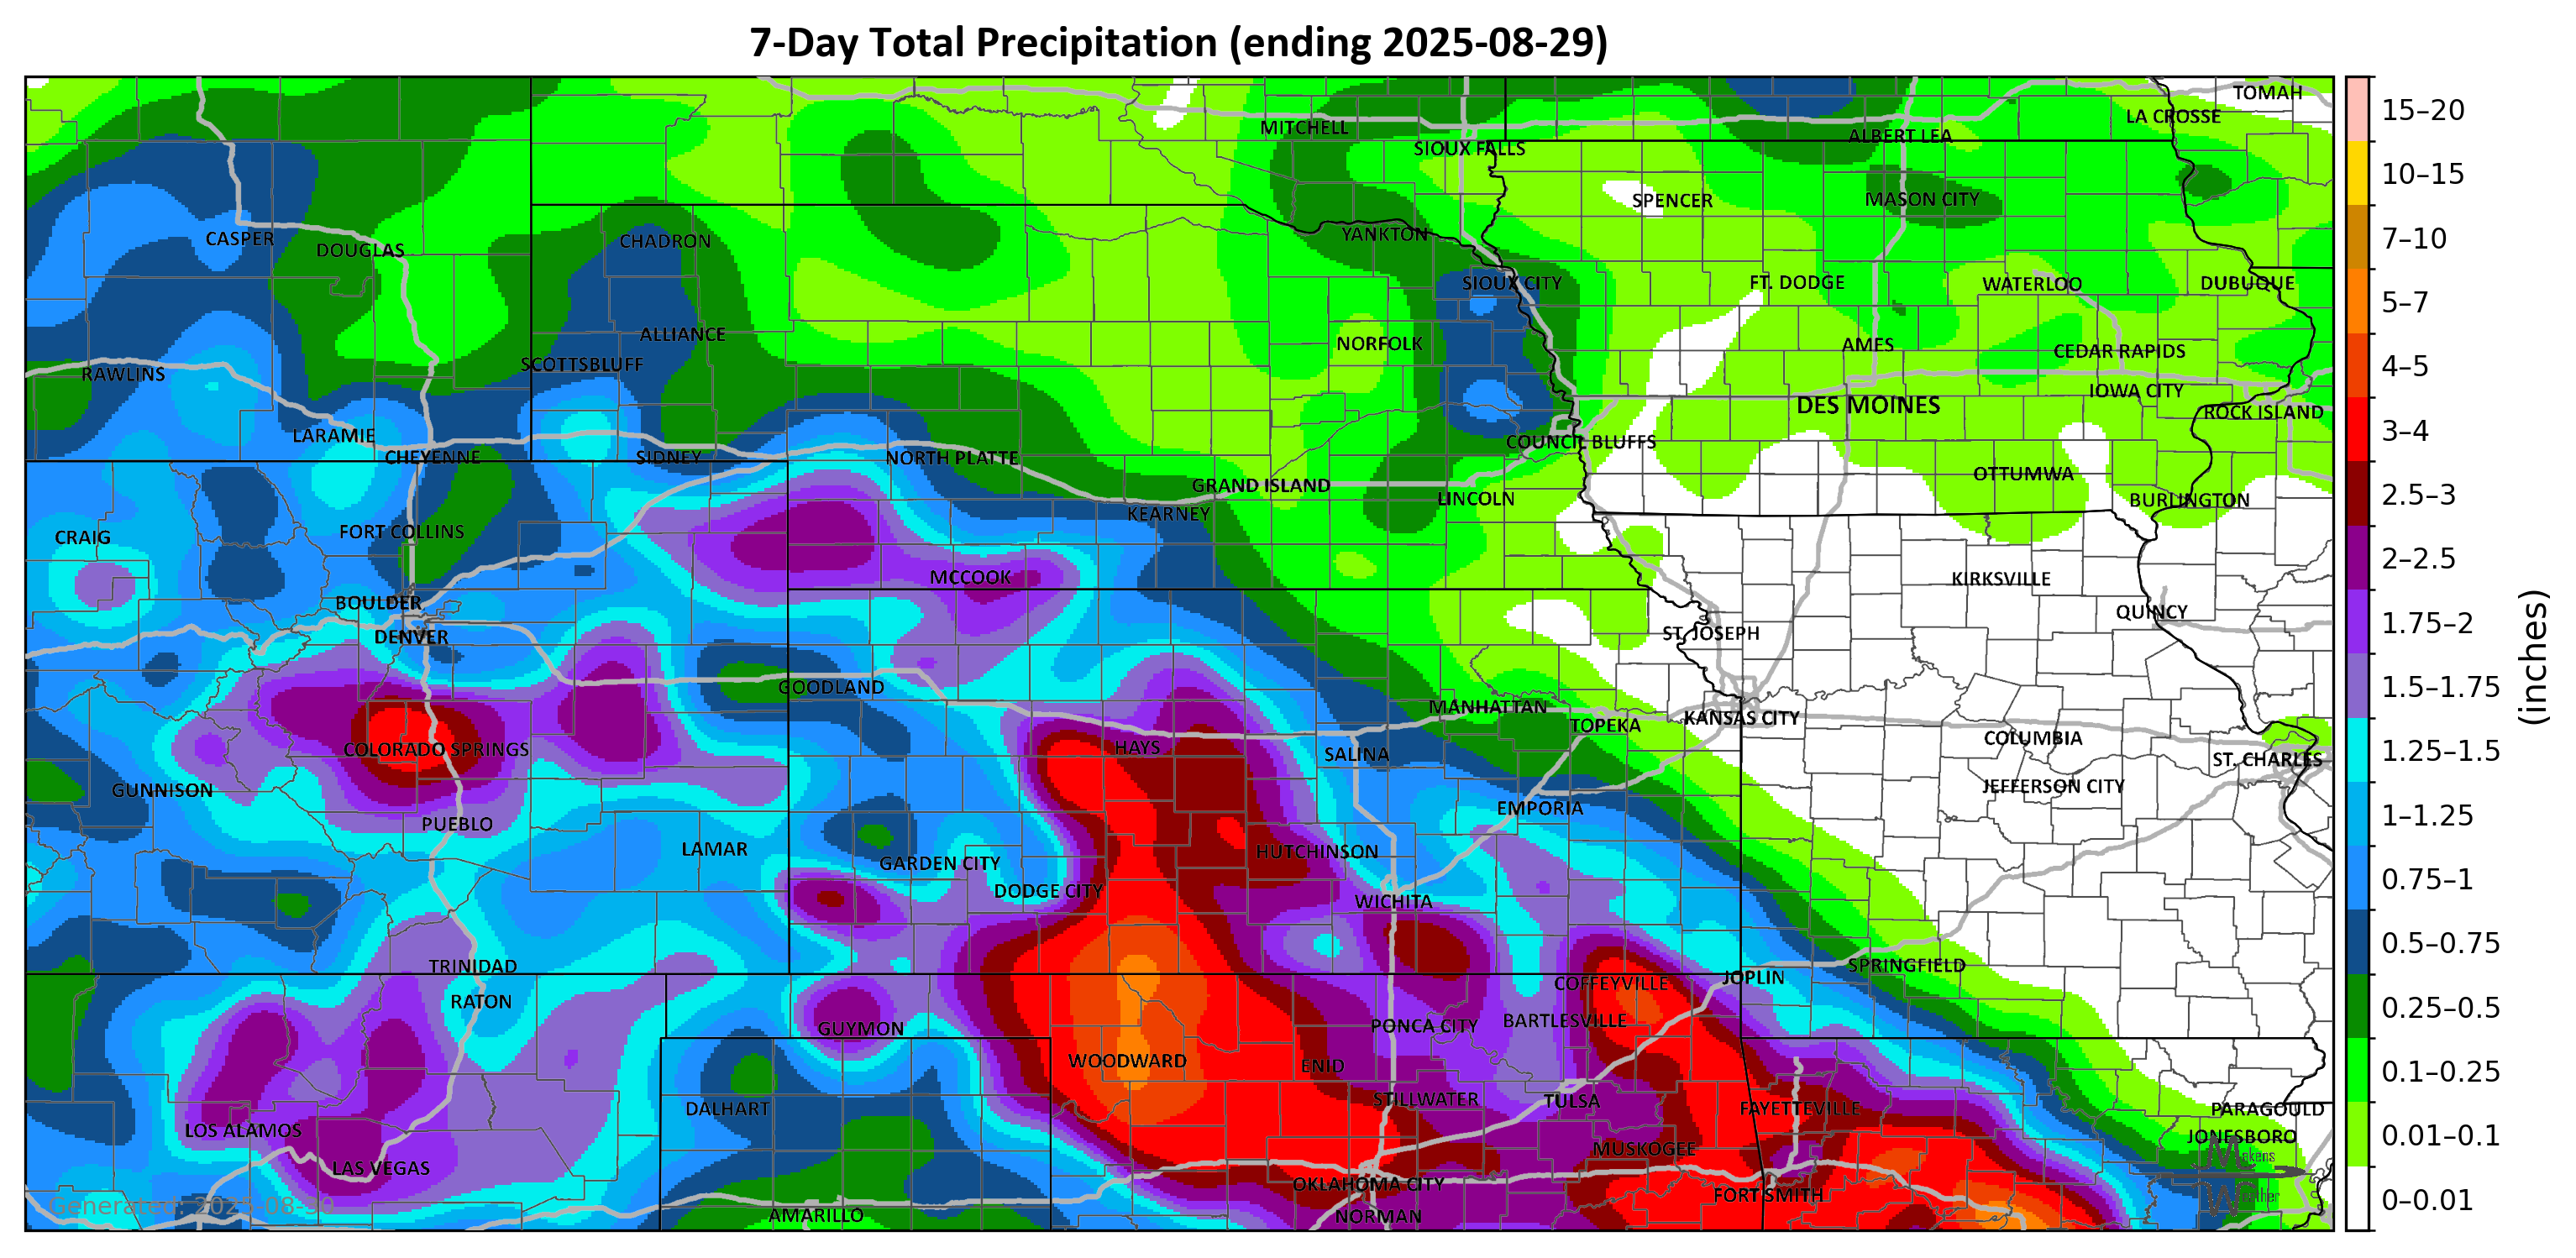 7-Day Total Precipitation (ending 2025-08-29)
TOMAH
LA CROSSE
MITCHELL
ALBERT LEA
SIOUX FALLS
SPENCER
MASON CITY
YANKTON
CASPER
CHADRON
DOUGLAS
SIOUX CITY
FT. DODGE
WATERLOO
DUBUQUE
ALLIANCE
NORFOLK
AMES
CEDAR RAPIDS
SCOTTSBLUFF
RAWLINS
IOWA CITY
DES MOINES
ROCK ISLAND
LARAMIE
COUNCIL BLUFFS
CHEYENNE
SIDNEY
NORTH PLATTE
OTTUMWA
GRAND ISLAND
LINCOLN
BURLINGTON
KEARNEY
FORT COLLINS
CRAIG
MCCOOK
KIRKSVILLE
BOULDER
QUINCY
DENVER
ST. JOSEPH
GOODLAND
MANHATTAN
KANSAS CITY
TOPEKA
COLUMBIA
HAYS
COLORADO SPRINGS
SALINA
ST. CHARLES
JEFFERSON CITY
GUNNISON
EMPORIA
PUEBLO
LAMAR
HUTCHINSON
GARDEN CITY
DODGE CITY
WICHITA
TRINIDAD
SPRINGFIELD
JOPLIN
COFFEYVILLE
RATON
BARTLESVILLE
PONCA CITY
GUYMON
WOODWARD
ENID
STILLWATER
TULSA
DALHART
FAYETTEVILLE
PARAGOULD
LOS ALAMOS
JONESBORO
MUSKOGEE
LAS VEGAS
OKLAHOMA CITY
FORT SMITH
AMARILLO
NORMAN
Generated: 2025-08-30
Mekens
Weather
15–20
10–15
7–10
5–7
4–5
3–4
2.5–3
2–2.5
1.75–2
1.5–1.75
1.25–1.5
1–1.25
0.75–1
0.5–0.75
0.25–0.5
0.1–0.25
0.01–0.1
0–0.01
(inches)